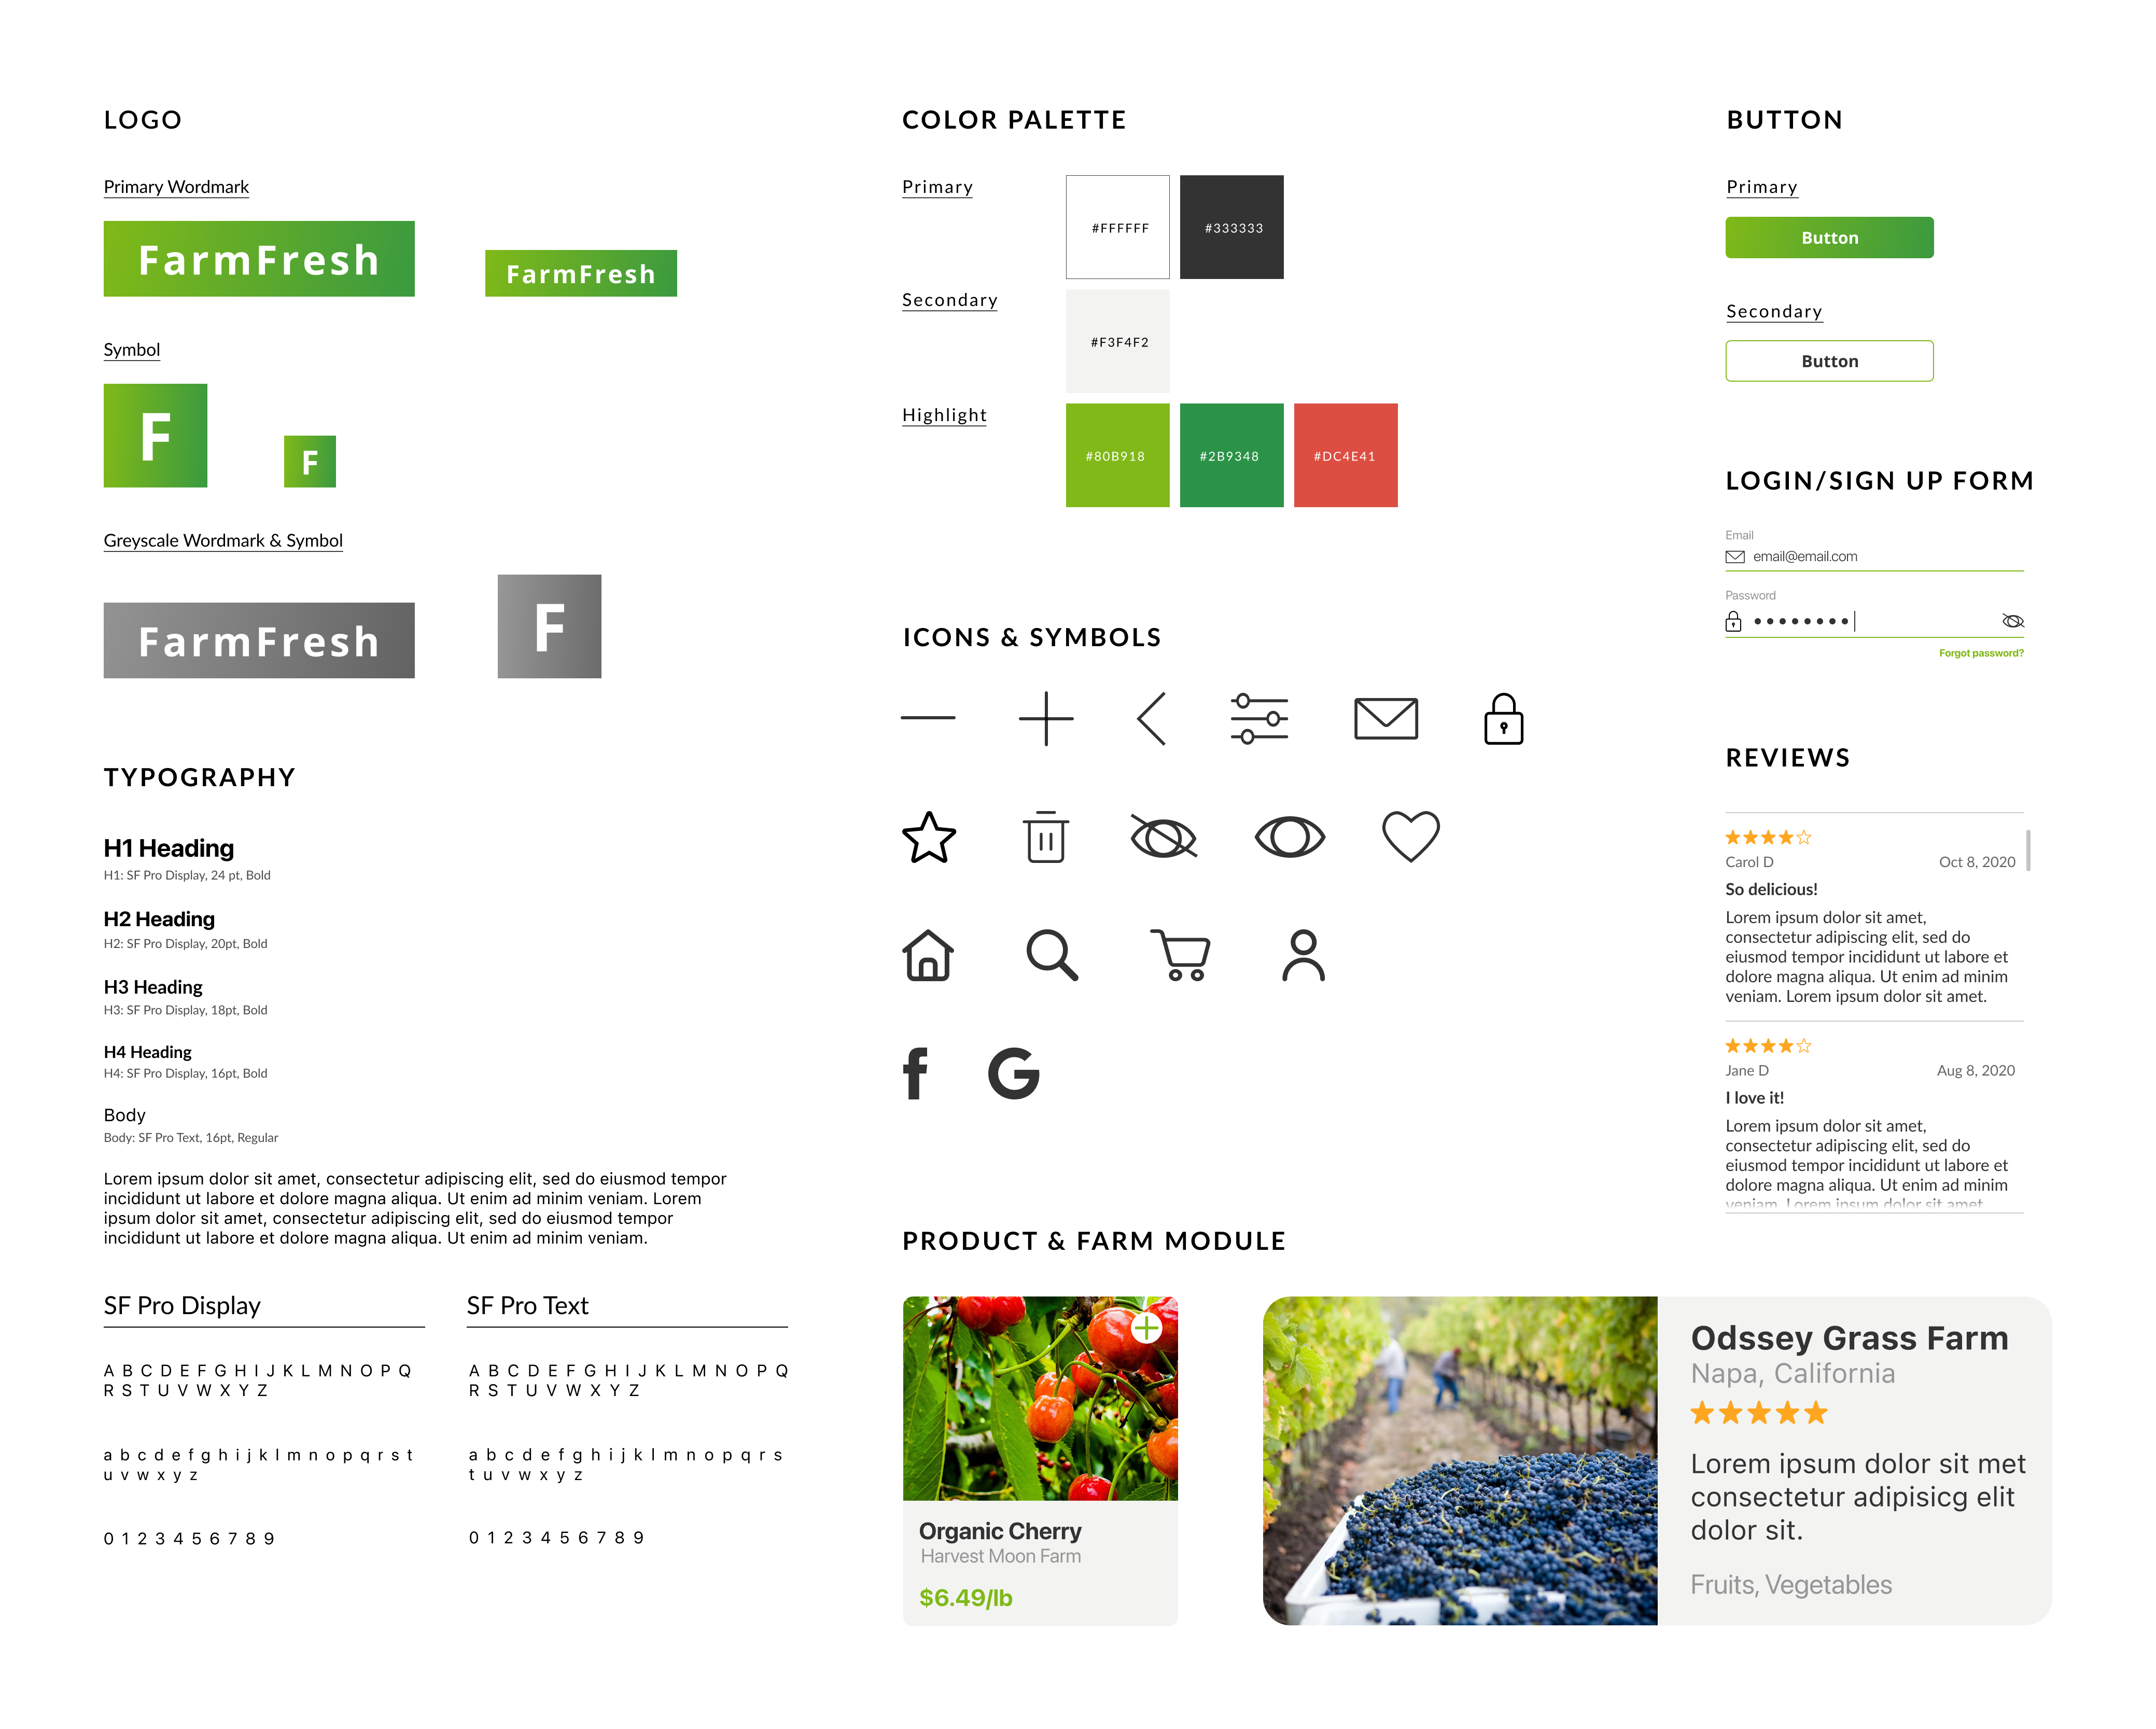 LOGO
Primary Wordmark
FarmFresh
FarmFresh
Symbol
F
F
Greyscale Wordmark & Symbol
FarmFresh
F
TYPOGRAPHY
H1 Heading
H1: SF Pro Display, 24 pt, Bold
H2 Heading
H2: SF Pro Display, 20pt, Bold
H3 Heading
H3: SF Pro Display, 18pt, Bold
H4 Heading
H4: SF Pro Display, 16pt, Bold
Body
Body: SF Pro Text, 16pt, Regular
Lorem ipsum dolor sit amet, consectetur adipiscing elit, sed do eiusmod tempor
incididunt ut labore et dolore magna aliqua. Ut enim ad minim veniam. Lorem
ipsum dolor sit amet, consectetur adipiscing elit, sed do eiusmod tempor
incididunt ut labore et dolore magna aliqua. Ut enim ad minim veniam.
SF Pro Display
A B C D E F G H I J K L M N O P Q
R S T U V W X Y Z
a b c d e f g h i j k l m n o p q r s t
u v w x y z
0 1 2 3 4 5 6 7 8 9
SF Pro Text
A B C D E F G H I J K L M N O P Q
R S T U V W X Y Z
a b c d e f g h i j k l m n o p q r s
t u v w x y z
0 1 2 3 4 5 6 7 8 9
COLOR PALETTE
Primary
#FFFFFF
#333333
Secondary
#F3F4F2
Highlight
#80B918
#2B9348
#DC4E41
ICONS & SYMBOLS
f
G
PRODUCT & FARM MODULE
Organic Cherry
Harvest Moon Farm
$6.49/lb
Odssey Grass Farm
Napa, California
Lorem ipsum dolor sit met
consectetur adipisicg elit
dolor sit.
Fruits, Vegetables
BUTTON
Primary
Button
Secondary
Button
LOGIN/SIGN UP FORM
Email
email@email.com
Password
Forgot password?
REVIEWS
Carol D
Oct 8, 2020
So delicious!
Lorem ipsum dolor sit amet,
consectetur adipiscing elit, sed do
eiusmod tempor incididunt ut labore et
dolore magna aliqua. Ut enim ad minim
veniam. Lorem ipsum dolor sit amet.
Jane D
Aug 8, 2020
I love it!
Lorem ipsum dolor sit amet,
consectetur adipiscing elit, sed do
eiusmod tempor incididunt ut labore et
dolore magna aliqua. Ut enim ad minim
veniam. Lorem ipsum dolor sit amet.